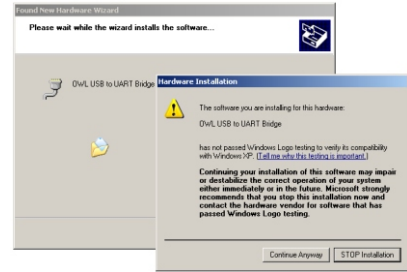 Found New Hardware Wizard
Please wait while the wizard installs the software...
OWL USB to UART Bridge
Hardware Installation
The software you are installing for this hardware:
OWL USB to UART Bridge
has not passed Windows Logo testing to verify its compatibility
with Windows XP. (Tell me why this testing is important.)
Continuing your installation of this software may impair
or destabilize the correct operation of your system
either immediately or in the future. Microsoft strongly
recommends that you stop this installation now and
contact the hardware vendor for software that has
passed Windows Logo testing.
Continue Anyway
STOP Installation